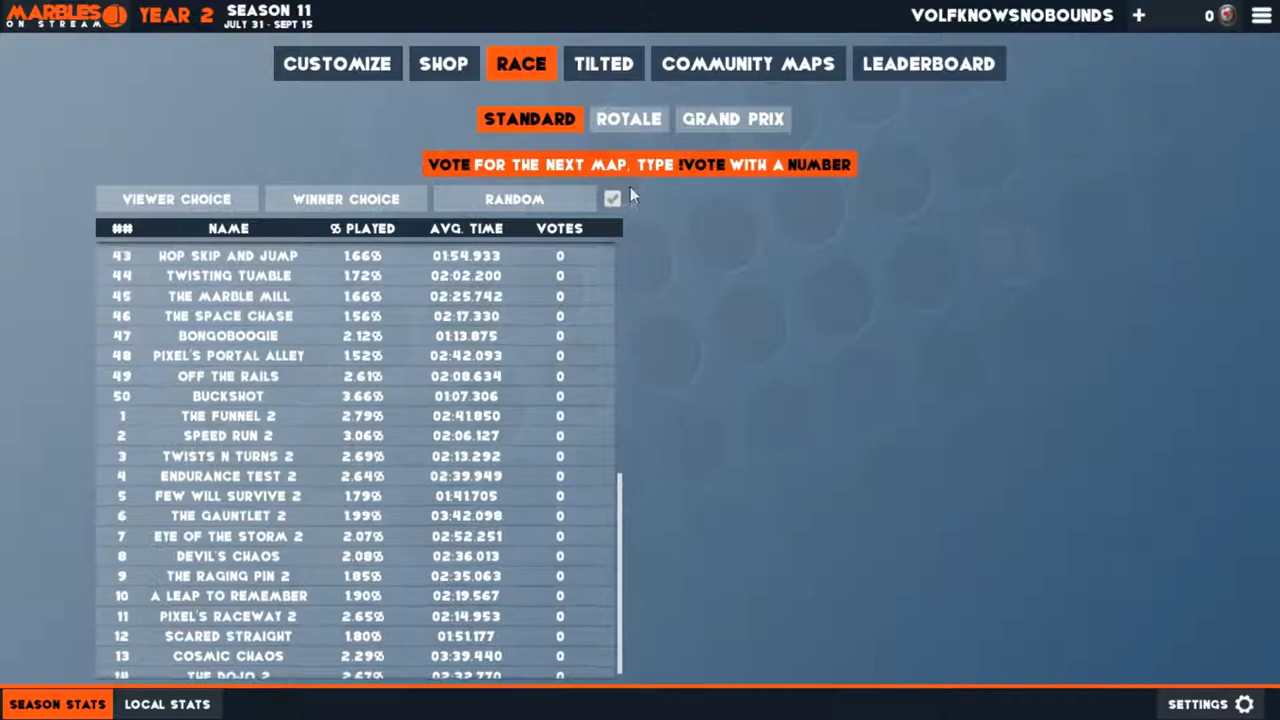 MARBLES
ON STREAM
YEAR 2
SEASON 11
JULY 31 - SEPT 15
VOLFKNOWSNOBOUNDS + 0
CUSTOMIZE SHOP RACE TILTED COMMUNITY MAPS LEADERBOARD
STANDARD ROYALE GRAND PRIX
VOTE FOR THE NEXT MAP, TYPE !VOTE WITH A NUMBER
VIEWER CHOICE WINNER CHOICE RANDOM
## NAME % PLAYED AVG. TIME VOTES
43 HOP SKIP AND JUMP 1.66% 01:54.933 0
44 TWISTING TUMBLE 1.72% 02:02.200 0
45 THE MARBLE MILL 1.66% 02:25.742 0
46 THE SPACE CHASE 1.56% 02:17.330 0
47 BONGOBOOGIE 2.12% 01:13.875 0
48 PIXEL'S PORTAL ALLEY 1.52% 02:42.093 0
49 OFF THE RAILS 2.61% 02:08.634 0
50 BUCKSHOT 3.66% 01:07.306 0
1 THE FUNNEL 2 2.79% 02:41.850 0
2 SPEED RUN 2 3.06% 02:06.127 0
3 TWISTS N TURNS 2 2.69% 02:13.292 0
4 ENDURANCE TEST 2 2.64% 02:39.949 0
5 FEW WILL SURVIVE 2 1.79% 01:41.705 0
6 THE GAUNTLET 2 1.99% 03:42.098 0
7 EYE OF THE STORM 2 2.07% 02:52.251 0
8 DEVIL'S CHAOS 2.08% 02:36.013 0
9 THE RAGING PIN 2 1.85% 02:35.063 0
10 A LEAP TO REMEMBER 1.90% 02:19.567 0
11 PIXEL'S RACEWAY 2 2.65% 02:14.953 0
12 SCARED STRAIGHT 1.80% 01:51.177 0
13 COSMIC CHAOS 2.29% 03:39.440 0
14 THE DOJO 2 2.67% 02:32.770 0
SEASON STATS LOCAL STATS SETTINGS